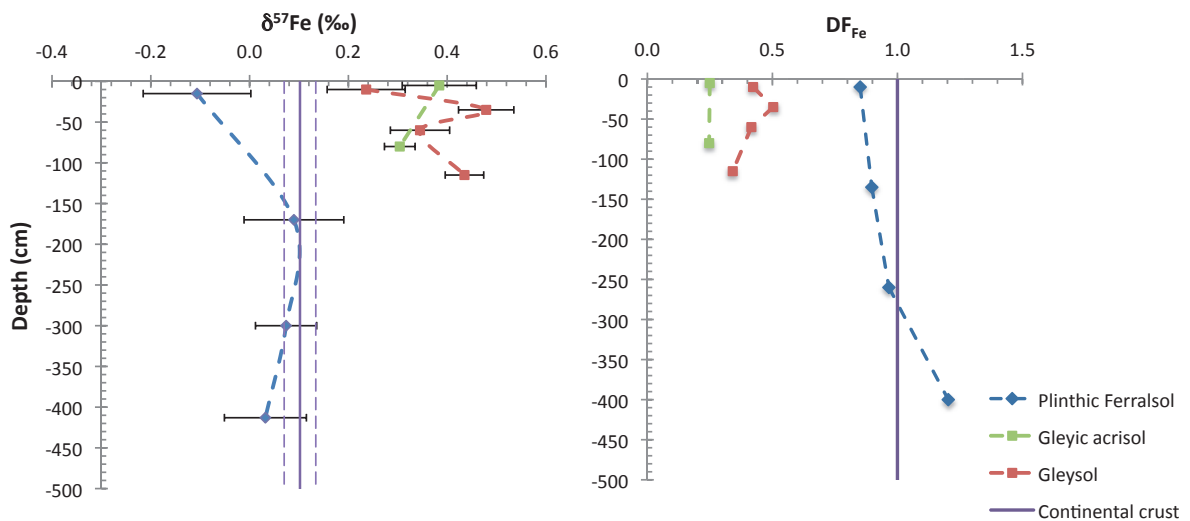 δ⁵⁷Fe (‰)
-0.4 -0.2 0.0 0.2 0.4 0.6
0
-50
-100
-150
-200
-250
-300
-350
-400
-450
-500
Depth (cm)
DF_Fe
0.0 0.5 1.0 1.5
0
-50
-100
-150
-200
-250
-300
-350
-400
-450
-500
Plinthic Ferralsol
Gleyic acrisol
Gleysol
Continental crust